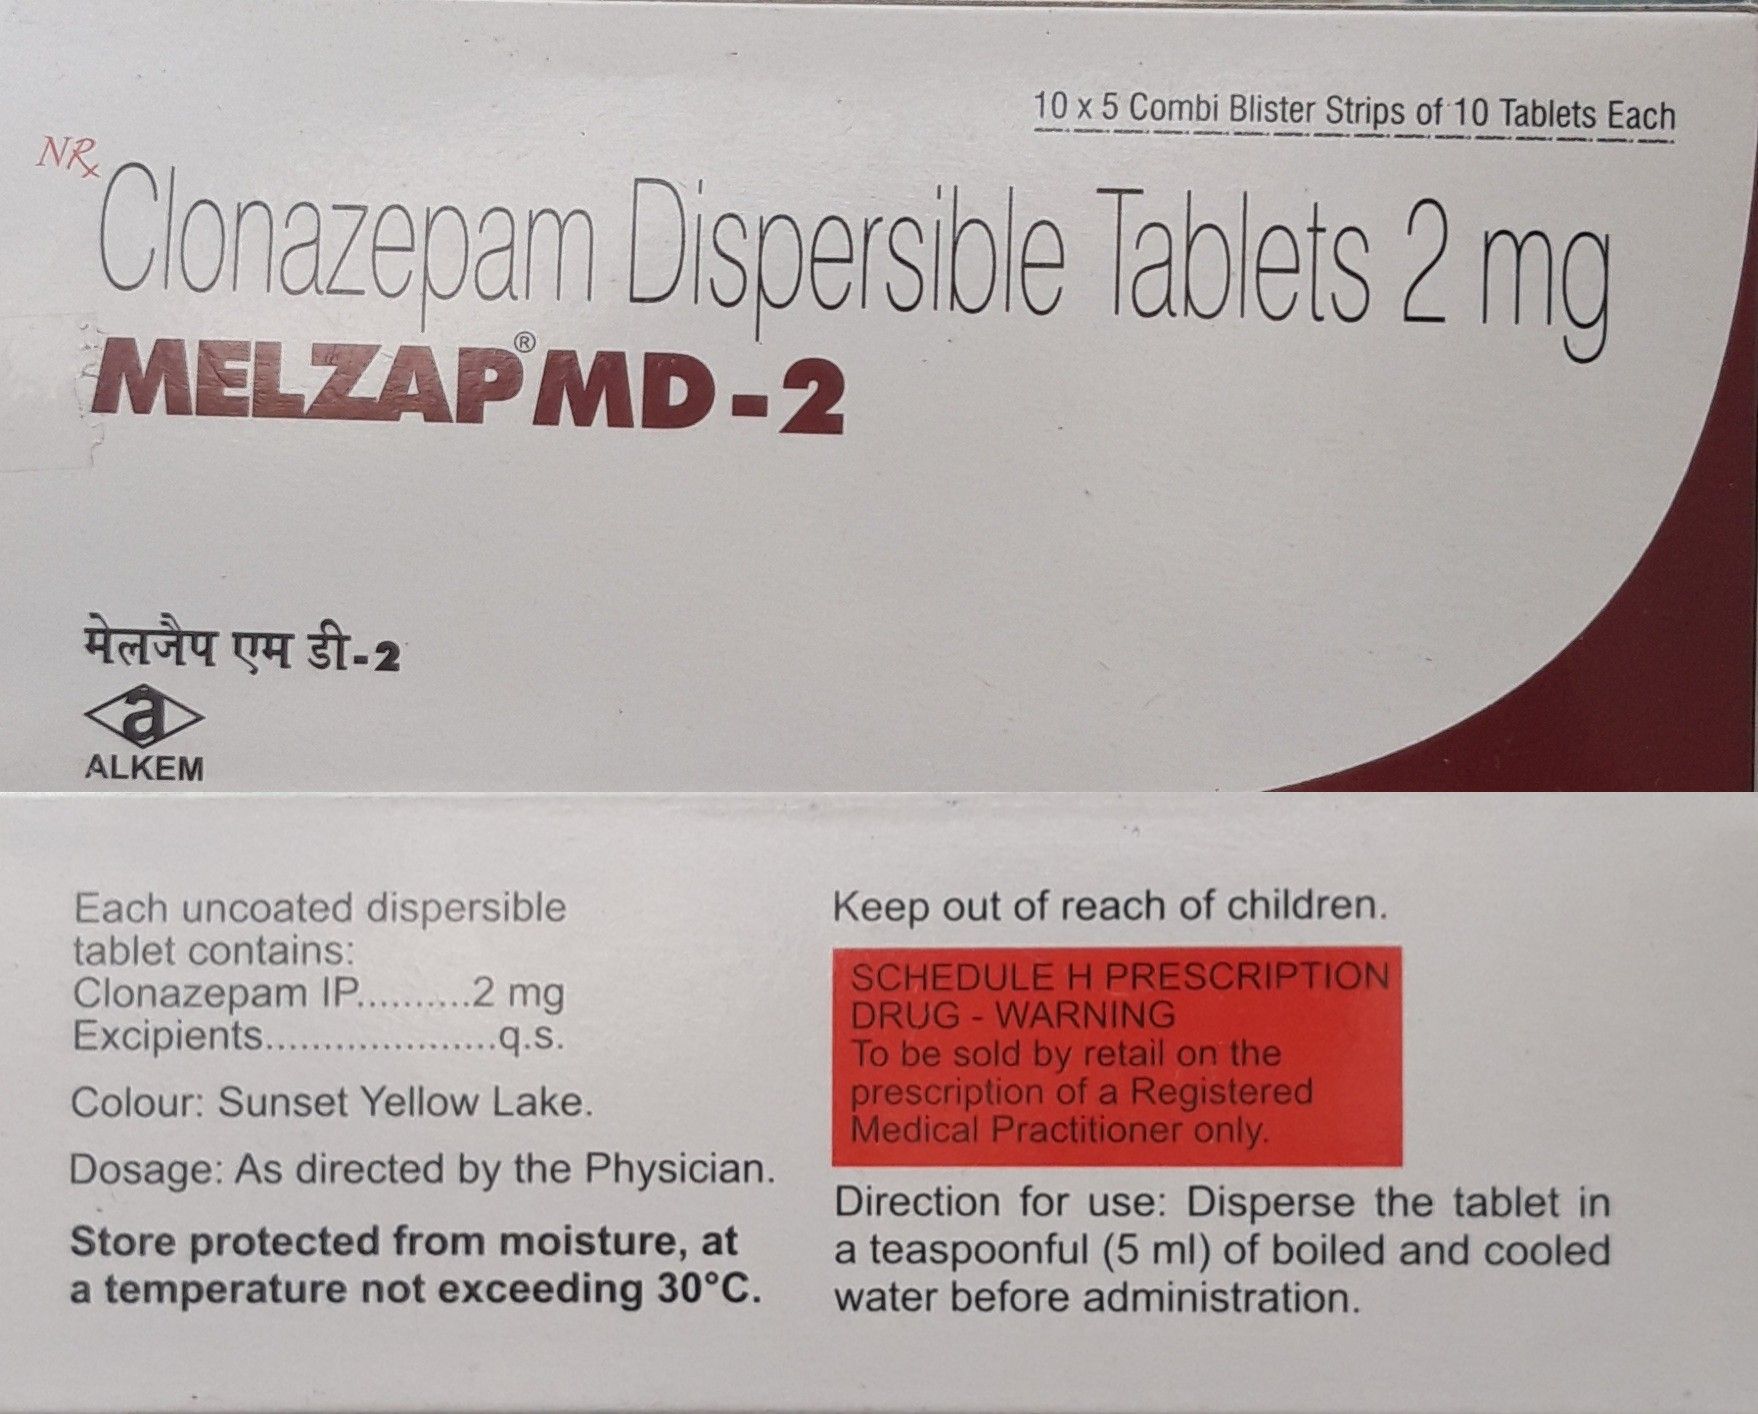 10 x 5 Combi Blister Strips of 10 Tablets Each
NRx
Clonazepam Dispersible Tablets 2 mg
MELZAP® MD-2
मेलजैप एम डी-2
a
ALKEM
Each uncoated dispersible
tablet contains:
Clonazepam IP..........2 mg
Excipients.....................q.s.
Colour: Sunset Yellow Lake.
Dosage: As directed by the Physician.
Store protected from moisture, at
a temperature not exceeding 30°C.
Keep out of reach of children.
SCHEDULE H PRESCRIPTION
DRUG - WARNING
To be sold by retail on the
prescription of a Registered
Medical Practitioner only.
Direction for use: Disperse the tablet in
a teaspoonful (5 ml) of boiled and cooled
water before administration.